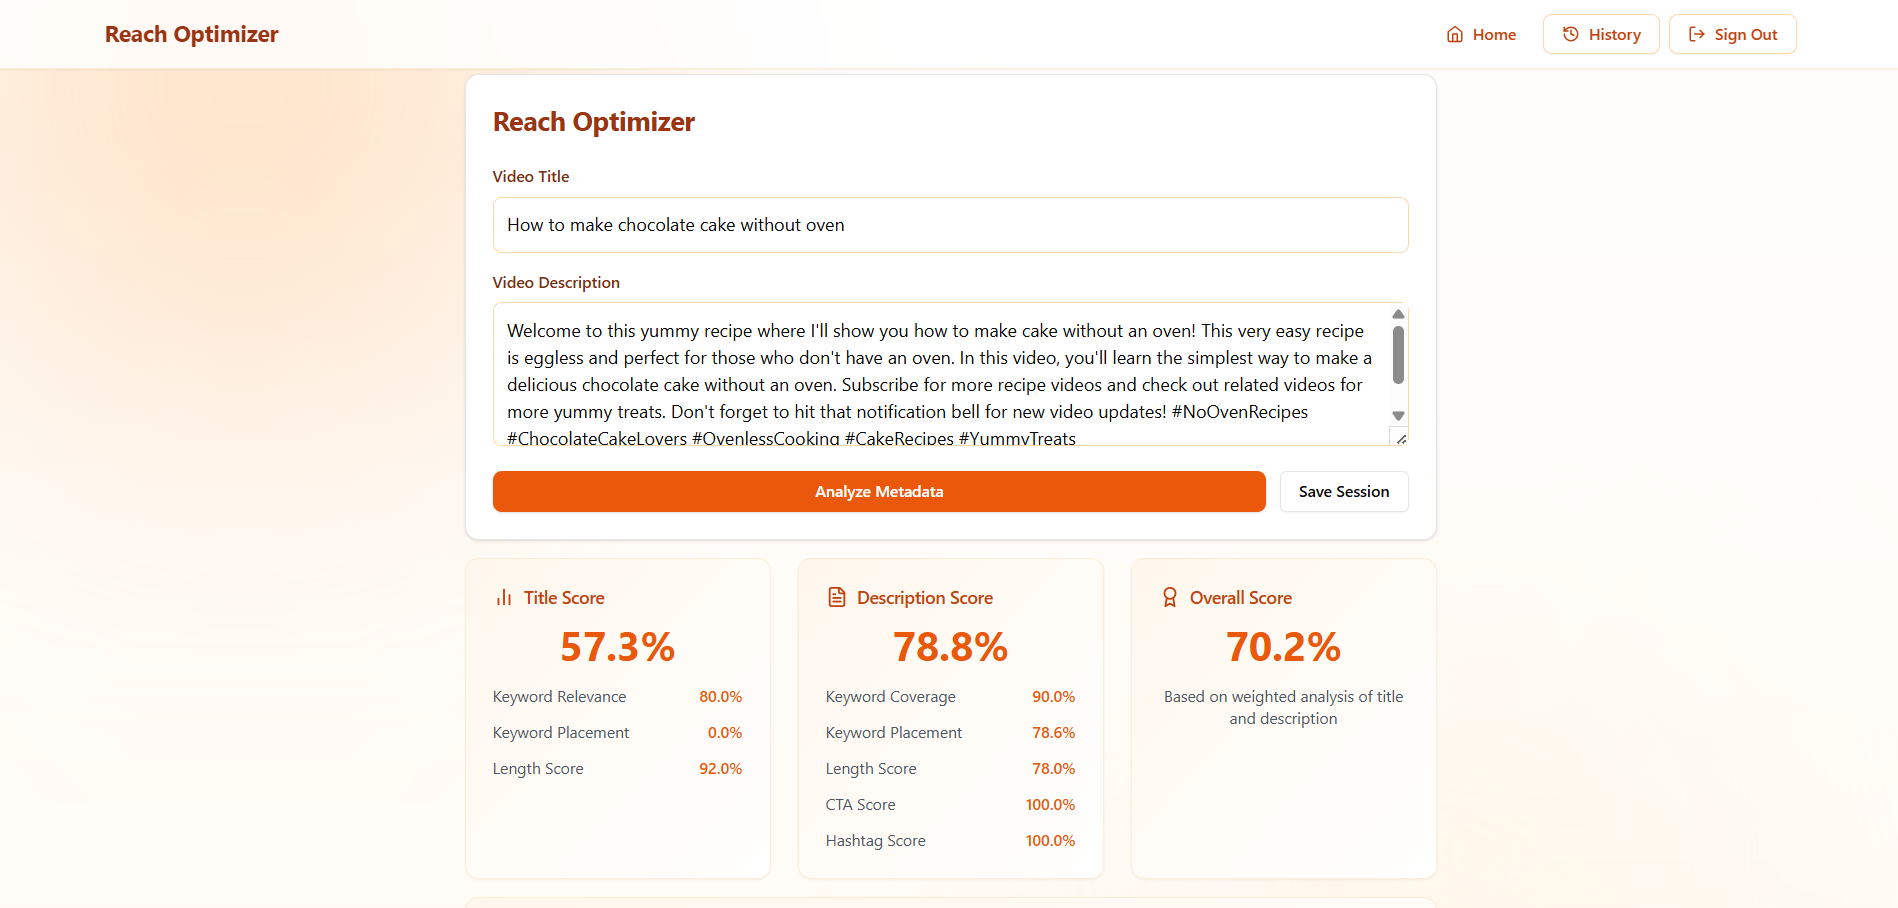 Reach Optimizer
Home
History
Sign Out
Reach Optimizer
Video Title
How to make chocolate cake without oven
Video Description
Welcome to this yummy recipe where I'll show you how to make cake without an oven! This very easy recipe
is eggless and perfect for those who don't have an oven. In this video, you'll learn the simplest way to make a
delicious chocolate cake without an oven. Subscribe for more recipe videos and check out related videos for
more yummy treats. Don't forget to hit that notification bell for new video updates! #NoOvenRecipes
#ChocolateCakeLovers #OvenlessCooking #CakeRecipes #YummyTreats
Analyze Metadata
Save Session
Title Score
57.3%
Keyword Relevance 80.0%
Keyword Placement 0.0%
Length Score 92.0%
Description Score
78.8%
Keyword Coverage 90.0%
Keyword Placement 78.6%
Length Score 78.0%
CTA Score 100.0%
Hashtag Score 100.0%
Overall Score
70.2%
Based on weighted analysis of title
and description